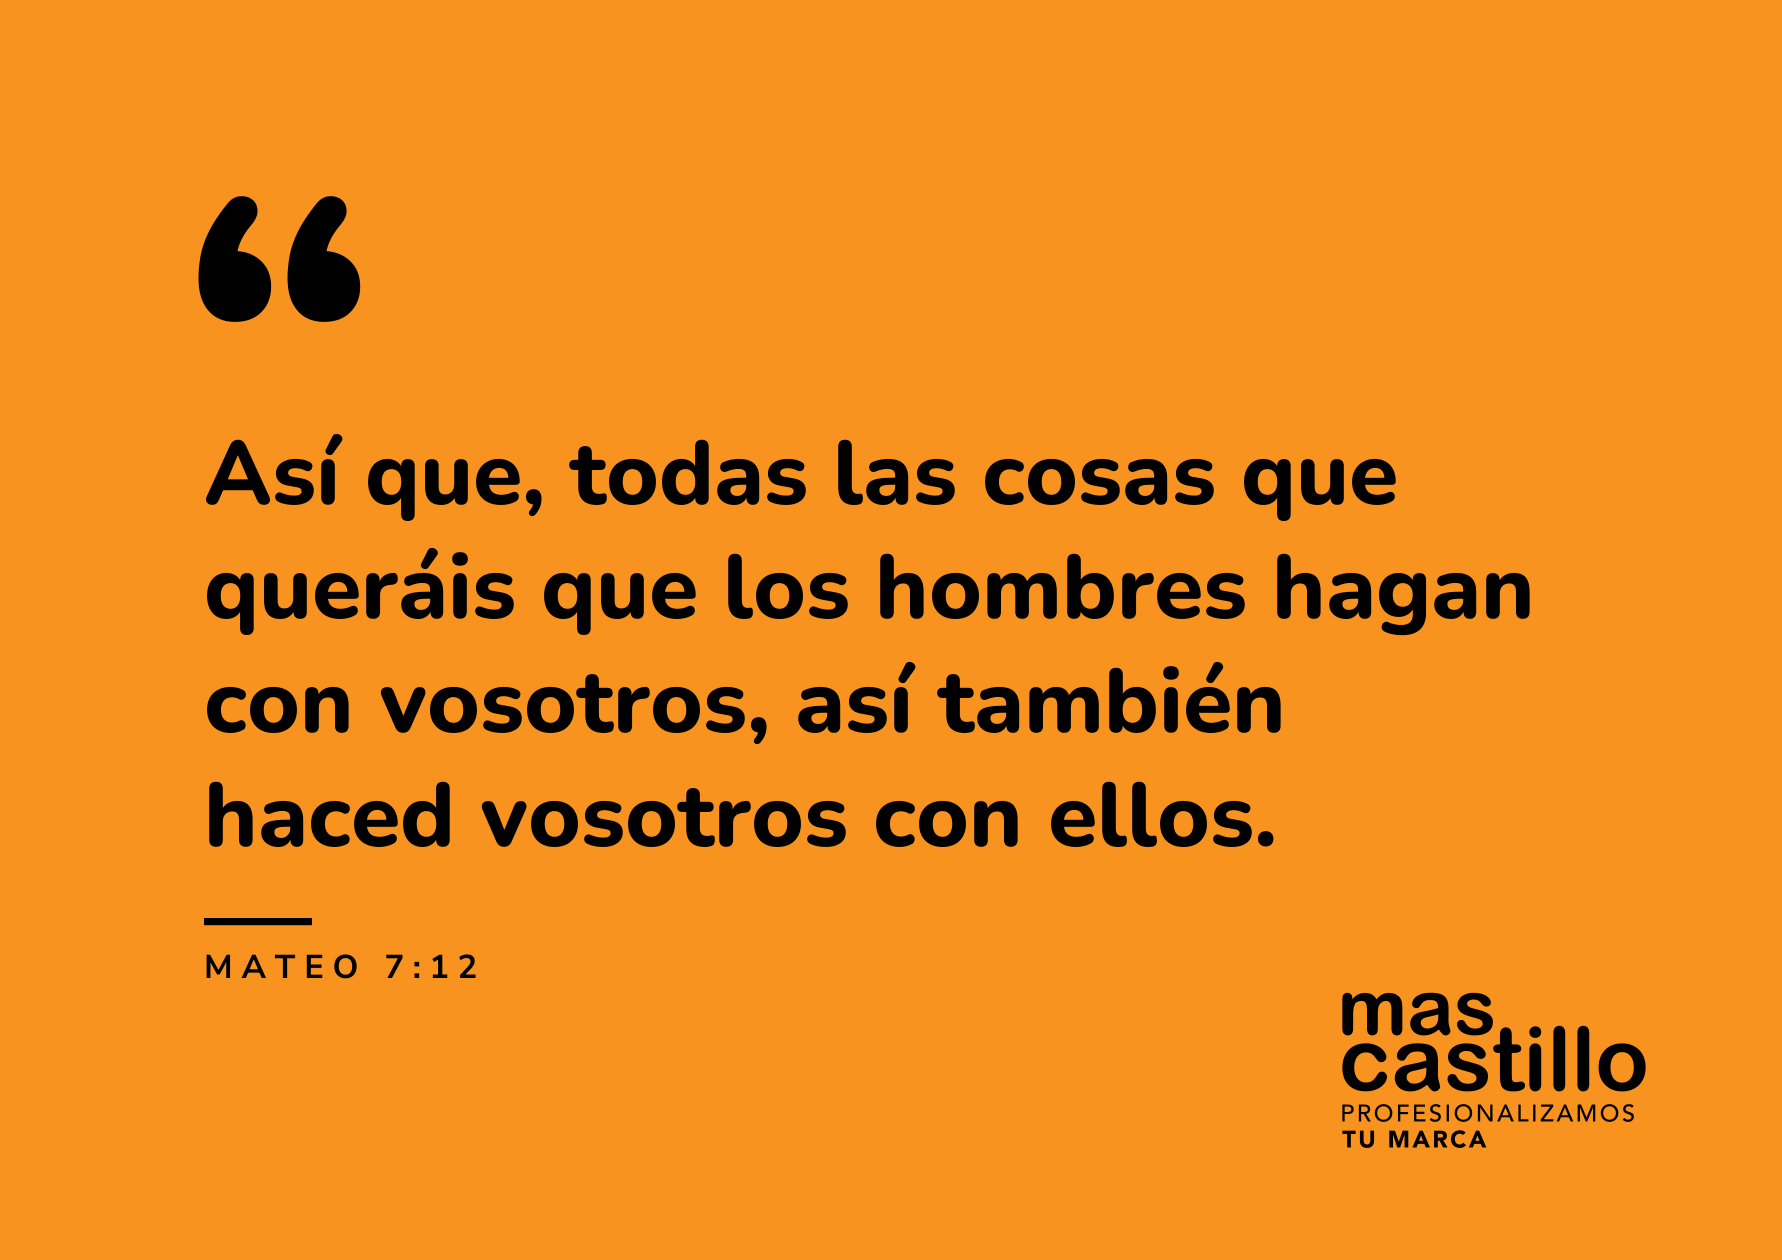 “
Así que, todas las cosas que
queráis que los hombres hagan
con vosotros, así también
haced vosotros con ellos.
MATEO 7:12
mas
castillo
PROFESIONALIZAMOS
TU MARCA